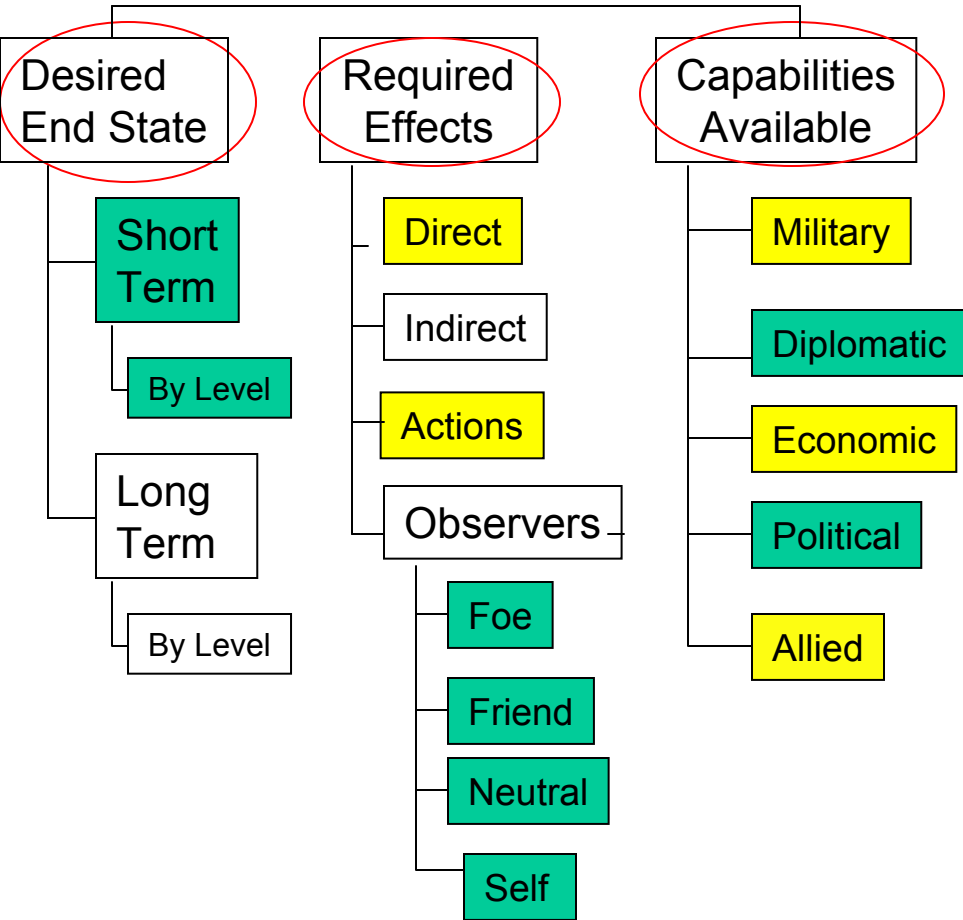 Desired
End State
Short
Term
By Level
Long
Term
By Level
Required
Effects
Direct
Indirect
Actions
Observers
Foe
Friend
Neutral
Self
Capabilities
Available
Military
Diplomatic
Economic
Political
Allied